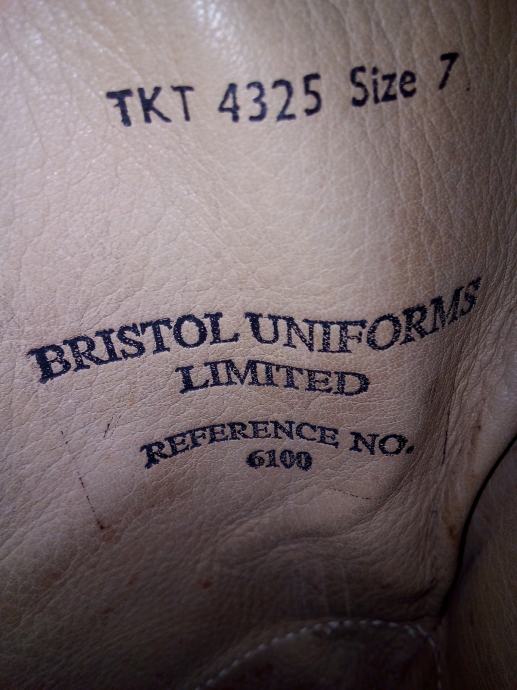 TKT 4325 Size 7
BRISTOL UNIFORMS
LIMITED
REFERENCE NO.
6100